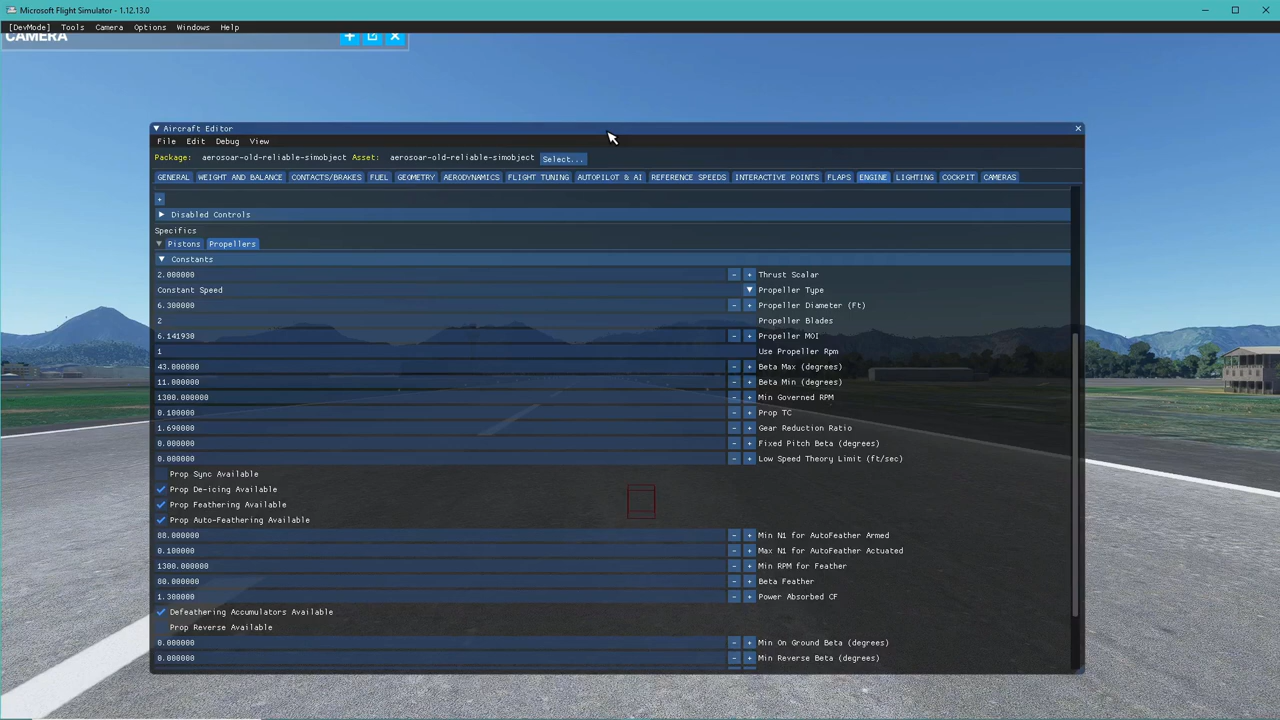 Microsoft Flight Simulator - 1.12.13.0
[DevMode] Tools Camera Options Windows Help
CAMERA
Aircraft Editor
File Edit Debug View
Package: aerosoar-old-reliable-simobject Asset: aerosoar-old-reliable-simobject Select...
GENERAL WEIGHT AND BALANCE CONTACTS/BRAKES FUEL GEOMETRY AERODYNAMICS FLIGHT TUNING AUTOPILOT & AI REFERENCE SPEEDS INTERACTIVE POINTS FLAPS ENGINE LIGHTING COCKPIT CAMERAS
+
Disabled Controls
Specifics
Pistons Propellers
Constants
2.000000 - + Thrust Scalar
Constant Speed Propeller Type
6.300000 - + Propeller Diameter (Ft)
2 Propeller Blades
6.141930 - + Propeller MOI
1 Use Propeller Rpm
43.000000 - + Beta Max (degrees)
11.000000 - + Beta Min (degrees)
1300.000000 - + Min Governed RPM
0.100000 - + Prop TC
1.690000 - + Gear Reduction Ratio
0.000000 - + Fixed Pitch Beta (degrees)
0.000000 - + Low Speed Theory Limit (ft/sec)
Prop Sync Available
Prop De-icing Available
Prop Feathering Available
Prop Auto-Feathering Available
88.000000 - + Min N1 for AutoFeather Armed
0.100000 - + Max N1 for AutoFeather Actuated
1300.000000 - + Min RPM for Feather
80.000000 - + Beta Feather
1.300000 - + Power Absorbed CF
Defeathering Accumulators Available
Prop Reverse Available
0.000000 - + Min On Ground Beta (degrees)
0.000000 - + Min Reverse Beta (degrees)